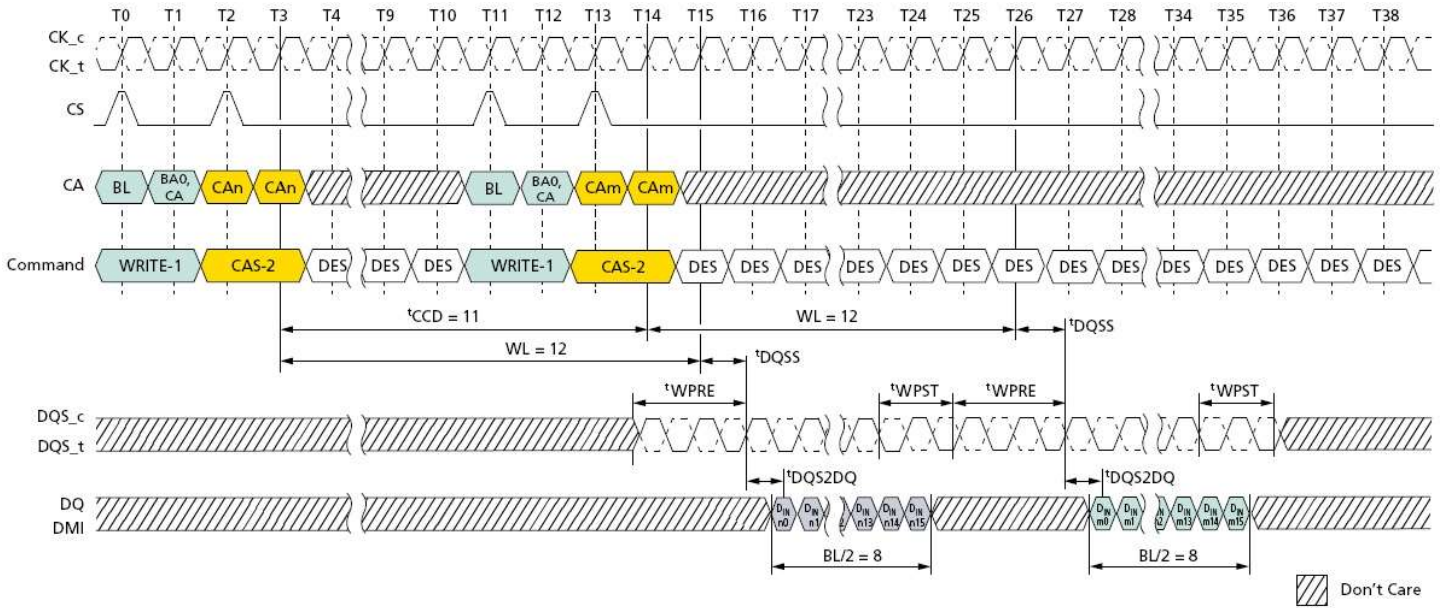 T0 T1 T2 T3 T4 T9 T10 T11 T12 T13 T14 T15 T16 T17 T23 T24 T25 T26 T27 T28 T34 T35 T36 T37 T38
CK_c
CK_t
CS
CA BL BA0, CA CAn CAn BL BA0, CA CAm CAm
Command WRITE-1 CAS-2 DES DES DES WRITE-1 CAS-2 DES DES DES DES DES DES DES DES DES DES DES DES DES DES
tCCD = 11 WL = 12 tDQSS
WL = 12 tDQSS
tWPRE tWPST tWPRE tWPST
DQS_c
DQS_t
tDQS2DQ tDQS2DQ
DQ
DMI
DIN n0 DIN n1 DIN n13 DIN n14 DIN n15 DIN m0 DIN m1 DIN m13 DIN m14 DIN m15
BL/2 = 8 BL/2 = 8
Don't Care